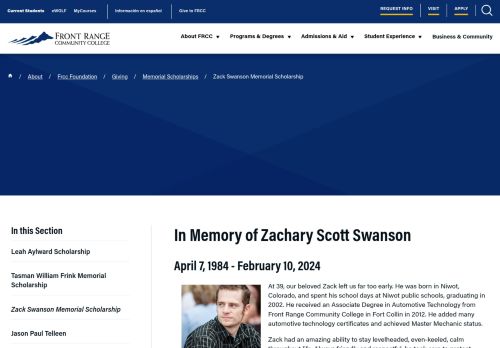 Current Students eWOLF MyCourses Información en español Give to FRCC REQUEST INFO VISIT APPLY
FRONT RANGE
COMMUNITY COLLEGE
About FRCC Programs & Degrees Admissions & Aid Student Experience Business & Community
/ About / Frcc Foundation / Giving / Memorial Scholarships / Zack Swanson Memorial Scholarship
In this Section
Leah Aylward Scholarship
Tasman William Frink Memorial
Scholarship
Zack Swanson Memorial Scholarship
Jason Paul Telleen
In Memory of Zachary Scott Swanson
April 7, 1984 - February 10, 2024
At 39, our beloved Zack left us far too early. He was born in Niwot,
Colorado, and spent his school days at Niwot public schools, graduating in
2002. He received an Associate Degree in Automotive Technology from
Front Range Community College in Fort Collin in 2012. He added many
automotive technology certificates and achieved Master Mechanic status.
Zack had an amazing ability to stay levelheaded, even-keeled, calm